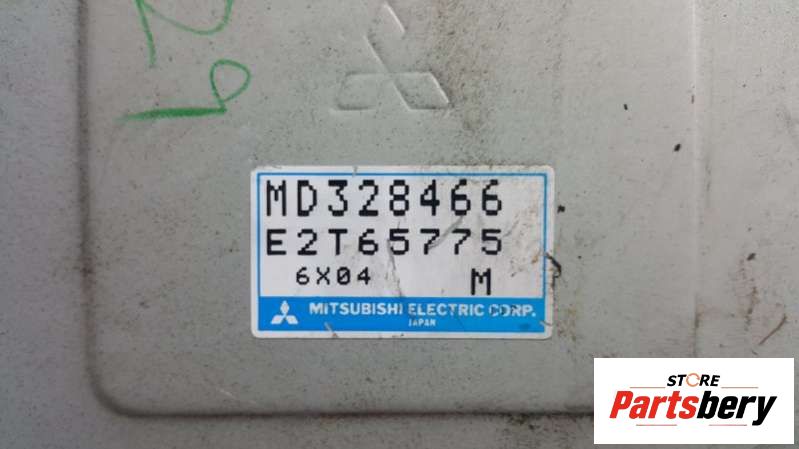 MD328466
E2T65775
6X04 M
MITSUBISHI ELECTRIC CORP.
JAPAN
STORE
Partsbery